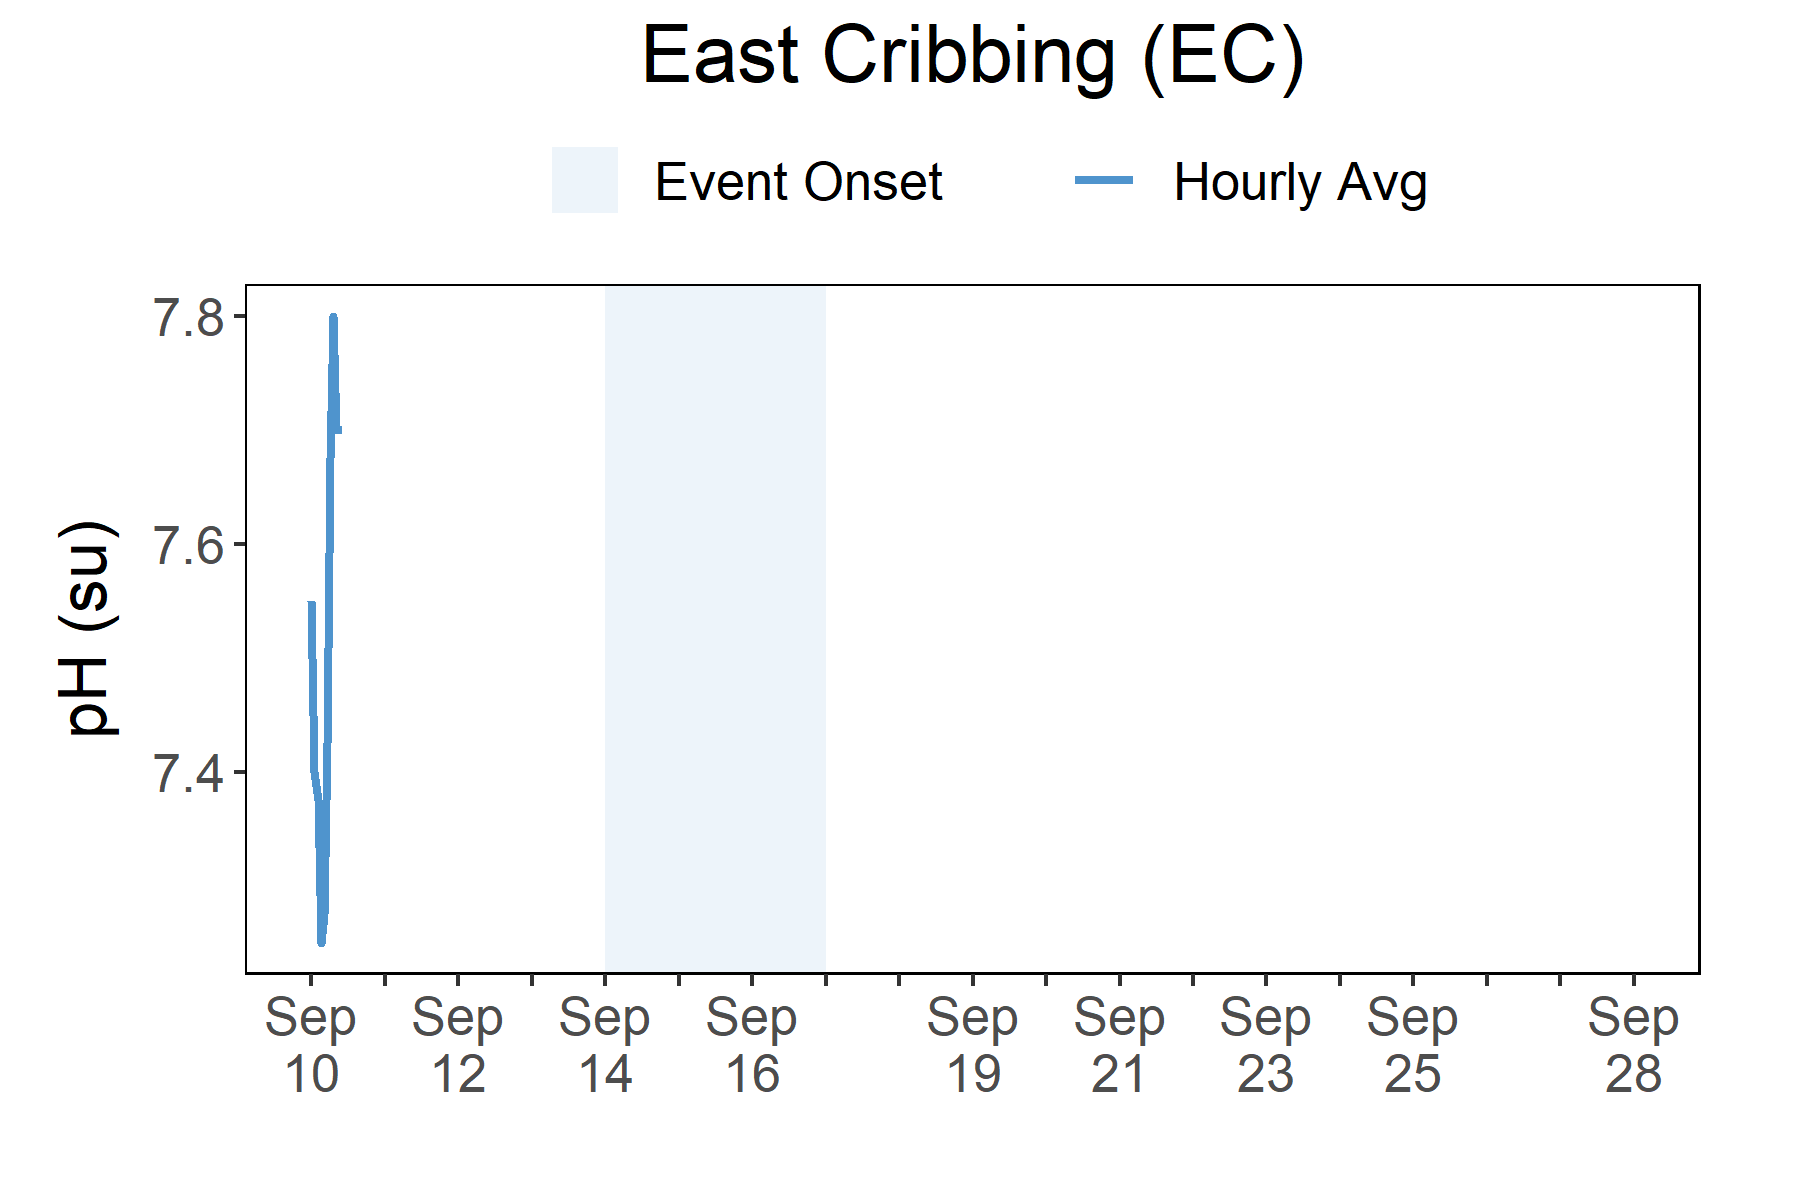 East Cribbing (EC)
Event Onset Hourly Avg
7.8
7.6
7.4
pH (su)
Sep Sep Sep Sep Sep Sep Sep Sep Sep
10 12 14 16 19 21 23 25 28